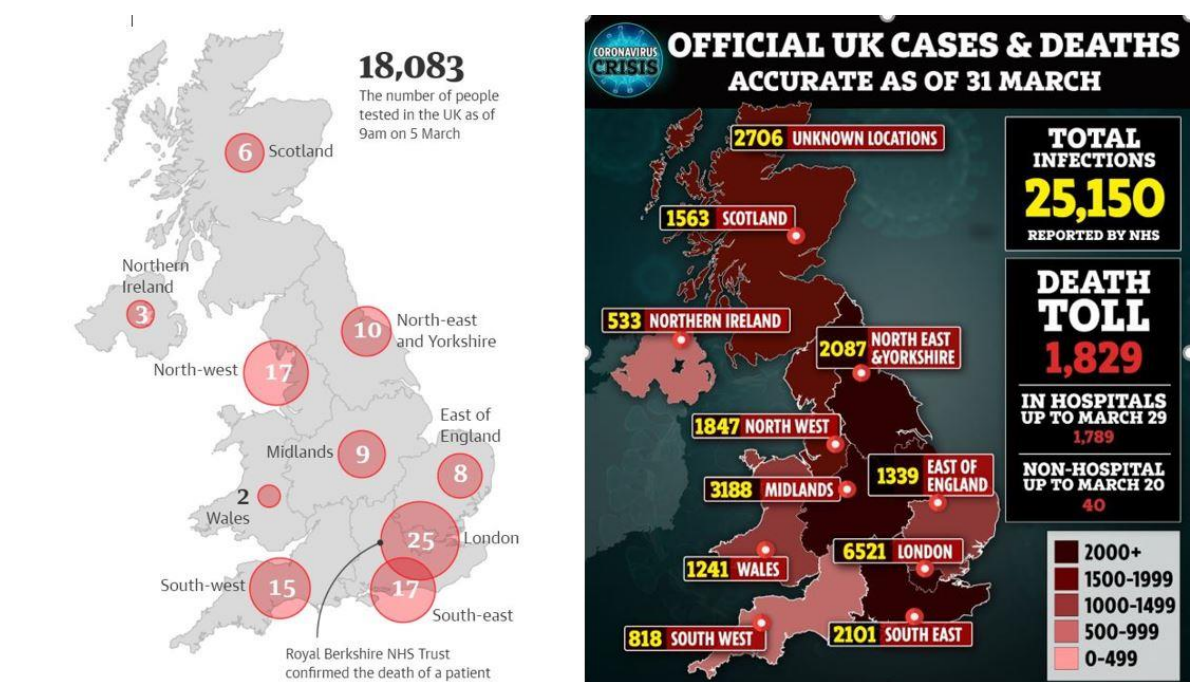 18,083
The number of people
tested in the UK as of
9am on 5 March
6 Scotland
Northern
Ireland
3
10 North-east
and Yorkshire
North-west 17
East of
England
Midlands 9
8
2
Wales
25 London
South-west 15
17
South-east
Royal Berkshire NHS Trust
confirmed the death of a patient
CORONAVIRUS
CRISIS
OFFICIAL UK CASES & DEATHS
ACCURATE AS OF 31 MARCH
2706 UNKNOWN LOCATIONS
1563 SCOTLAND
533 NORTHERN IRELAND
2087 NORTH EAST
&YORKSHIRE
1847 NORTH WEST
3188 MIDLANDS
1339 EAST OF
ENGLAND
6521 LONDON
1241 WALES
818 SOUTH WEST
2101 SOUTH EAST
TOTAL
INFECTIONS
25,150
REPORTED BY NHS
DEATH
TOLL
1,829
IN HOSPITALS
UP TO MARCH 29
1,789
NON-HOSPITAL
UP TO MARCH 20
40
2000+
1500-1999
1000-1499
500-999
0-499